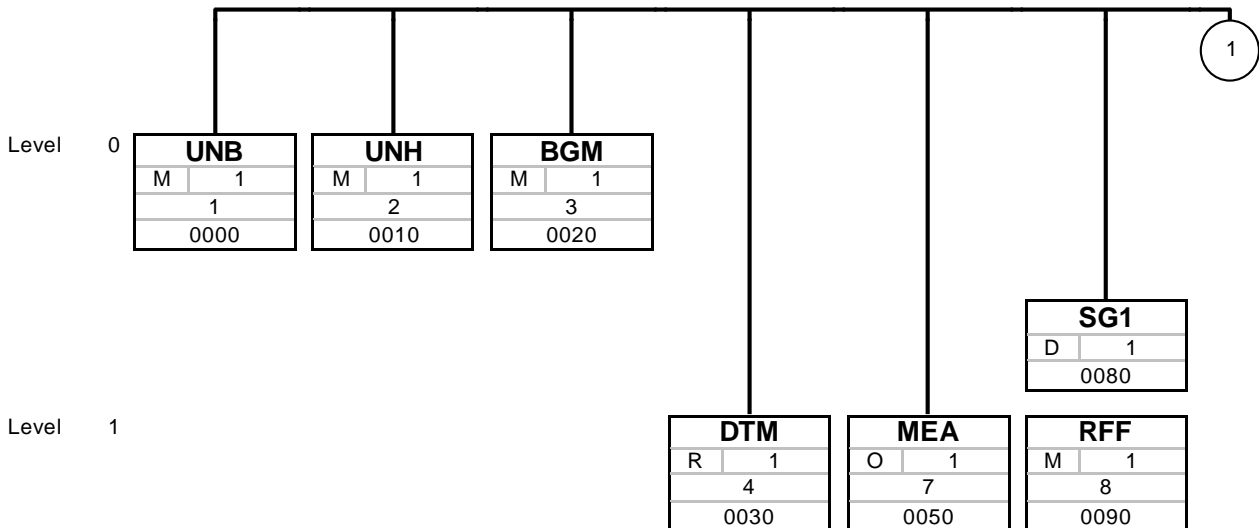 1
Level 0 UNB UNH BGM
M 1 M 1 M 1
1 2 3
0000 0010 0020
SG1
D 1
0080
Level 1 DTM MEA RFF
R 1 O 1 M 1
4 7 8
0030 0050 0090